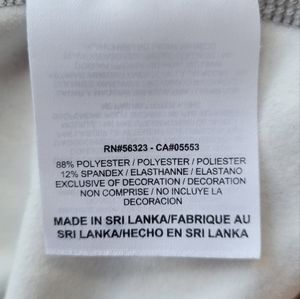 RN#56323 - CA#05553
88% POLYESTER / POLYESTER / POLIESTER
12% SPANDEX / ELASTHANNE / ELASTANO
EXCLUSIVE OF DECORATION / DECORATION
NON COMPRISE / NO INCLUYE LA
DECORACION
MADE IN SRI LANKA/FABRIQUE AU
SRI LANKA/HECHO EN SRI LANKA